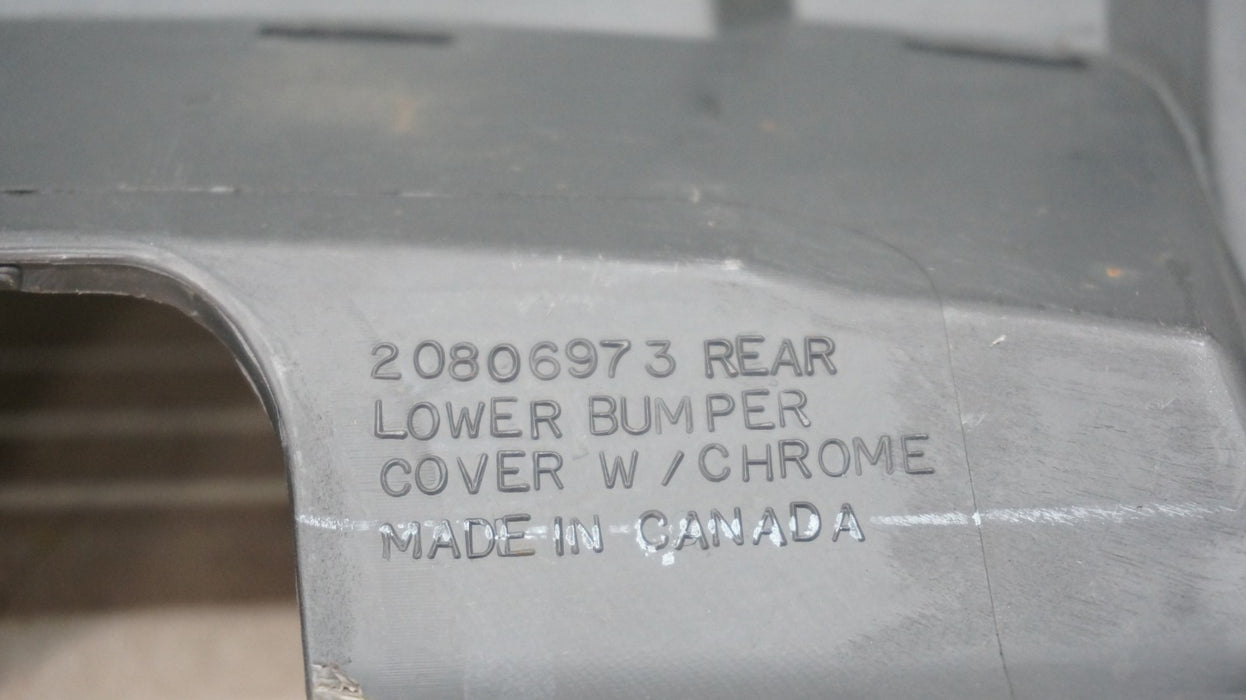 20806973 REAR
LOWER BUMPER
COVER W/CHROME
MADE IN CANADA